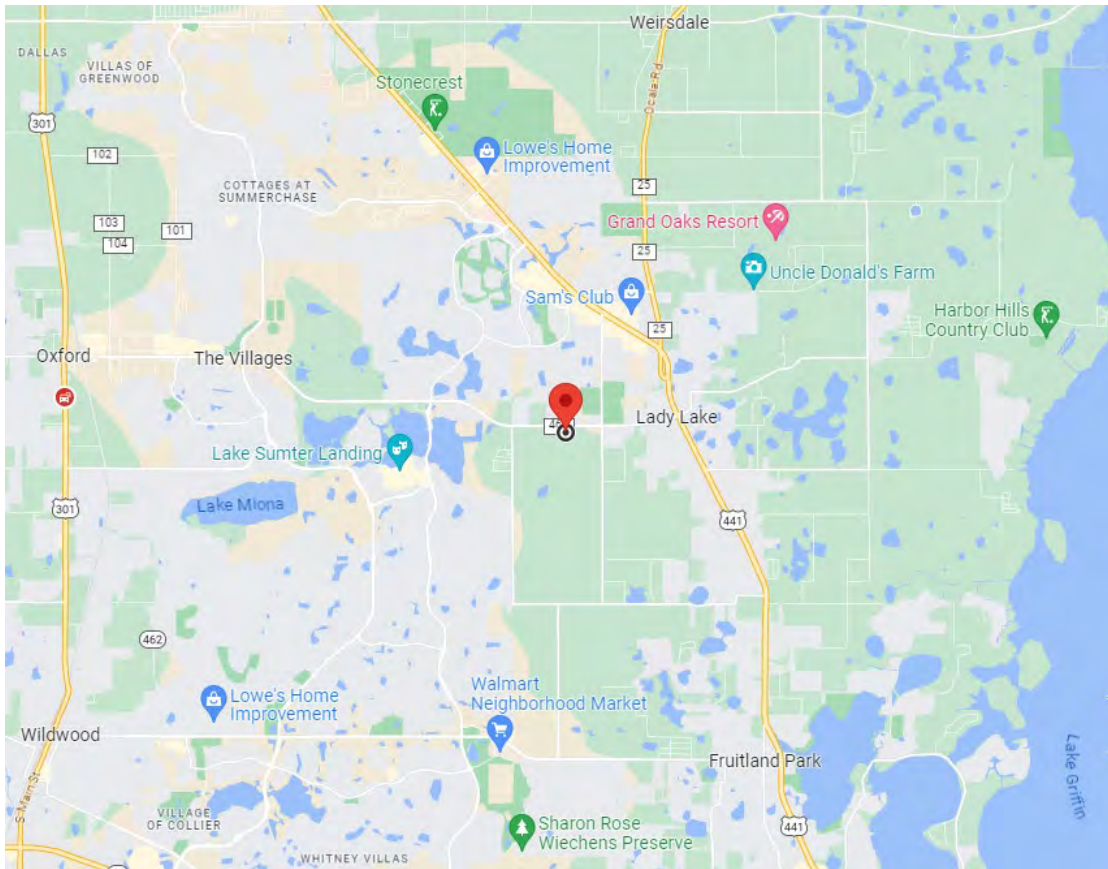 Weirsdale
DALLAS
VILLAS OF
GREENWOOD
Stonecrest
Ocala Rd
301
Lowe's Home
Improvement
102
COTTAGES AT
SUMMERCHASE
25
103
101
104
Grand Oaks Resort
25
Uncle Donald's Farm
Sam's Club
Harbor Hills
Country Club
25
Oxford
The Villages
Lady Lake
Lake Sumter Landing
Lake Miona
301
441
462
Lowe's Home
Improvement
Walmart
Neighborhood Market
Wildwood
Fruitland Park
Lake Griffin
S Main St
VILLAGE
OF COLLIER
Sharon Rose
Wiechens Preserve
441
WHITNEY VILLAS